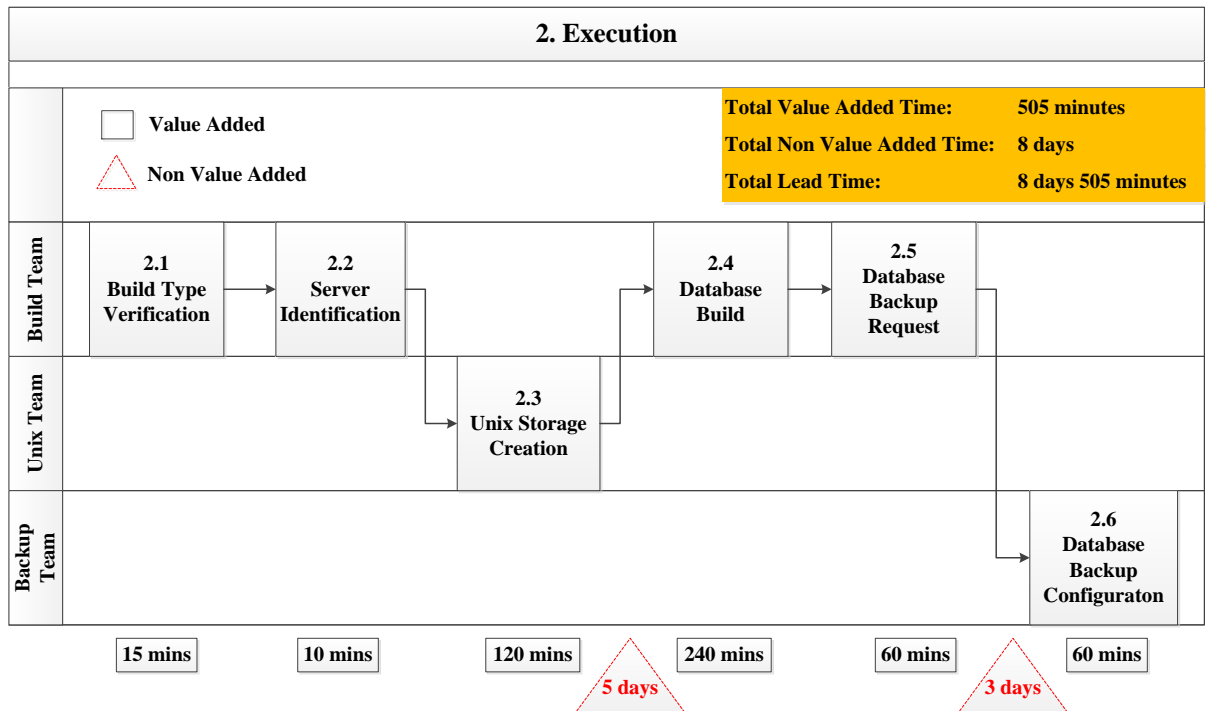 2. Execution
Value Added
Non Value Added
Total Value Added Time: 505 minutes
Total Non Value Added Time: 8 days
Total Lead Time: 8 days 505 minutes
Build Team
2.1
Build Type
Verification
2.2
Server
Identification
2.4
Database
Build
2.5
Database
Backup
Request
Unix Team
2.3
Unix Storage
Creation
Backup
Team
2.6
Database
Backup
Configuraton
15 mins
10 mins
120 mins
5 days
240 mins
60 mins
3 days
60 mins